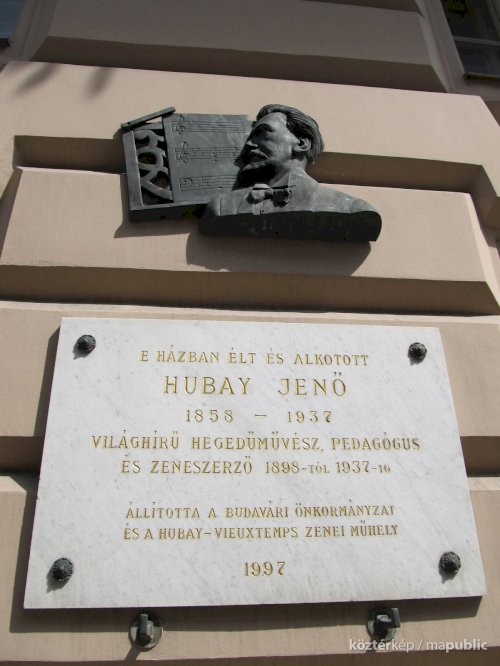 E HÁZBAN ÉLT ÉS ALKOTOTT
HUBAY JENŐ
1858 – 1937
VILÁGHÍRŰ HEGEDŰMŰVÉSZ, PEDAGÓGUS
ÉS ZENESZERZŐ 1898-TÓL 1937-IG
ÁLLÍTOTTA A BUDAVÁRI ÖNKORMÁNYZAT
ÉS A HUBAY-VIEUXTEMPS ZENEI MŰHELY
1997
köztérkép / mapublic